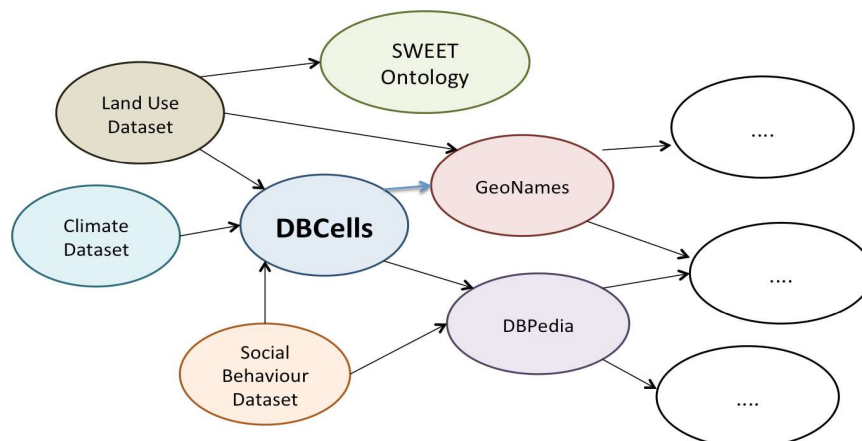 SWEET
Ontology
Land Use
Dataset
....
GeoNames
Climate
Dataset
DBCells
....
DBPedia
Social
Behaviour
Dataset
....